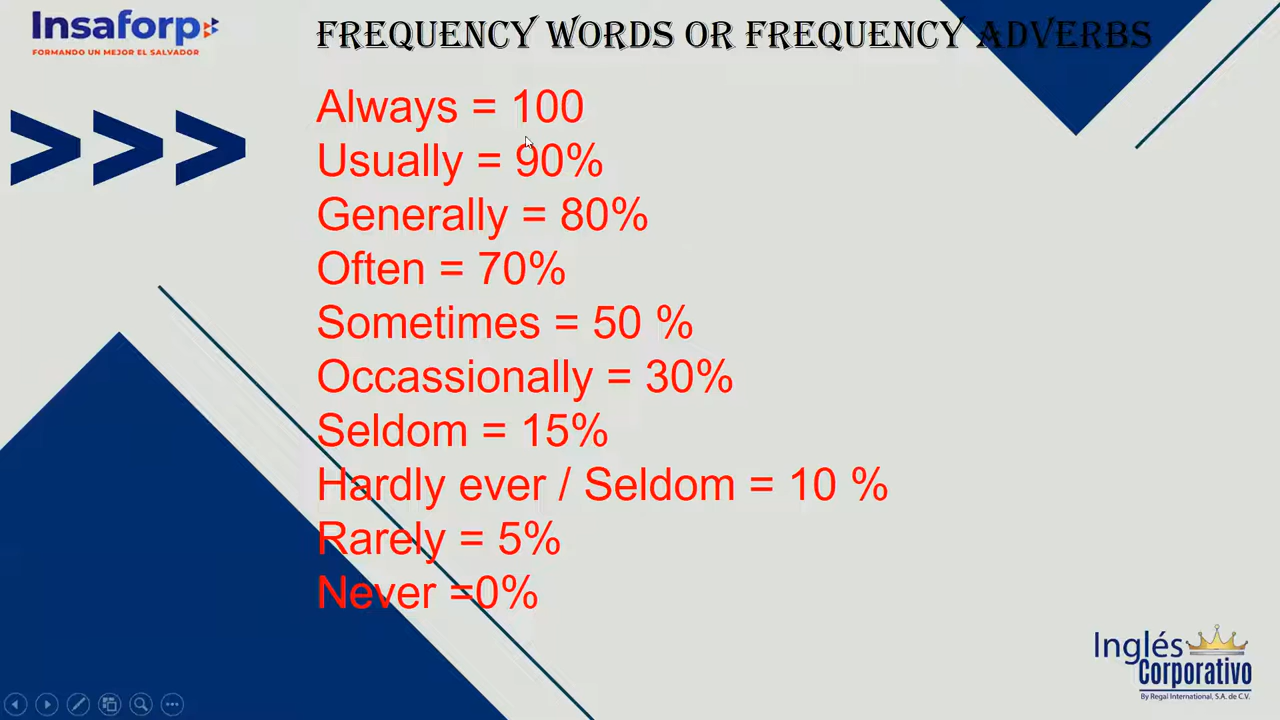 Insaforp
FORMANDO UN MEJOR EL SALVADOR
FREQUENCY WORDS OR FREQUENCY ADVERBS
>>>
Always = 100
Usually = 90%
Generally = 80%
Often = 70%
Sometimes = 50 %
Occassionally = 30%
Seldom = 15%
Hardly ever / Seldom = 10 %
Rarely = 5%
Never =0%
Inglés
Corporativo
By Regal International, S.A. de C.V.